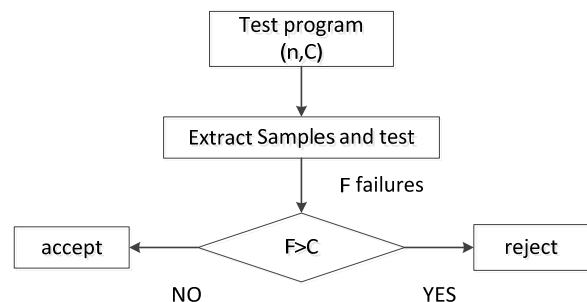 Test program
(n,C)
Extract Samples and test
F failures
accept
F>C
reject
NO
YES